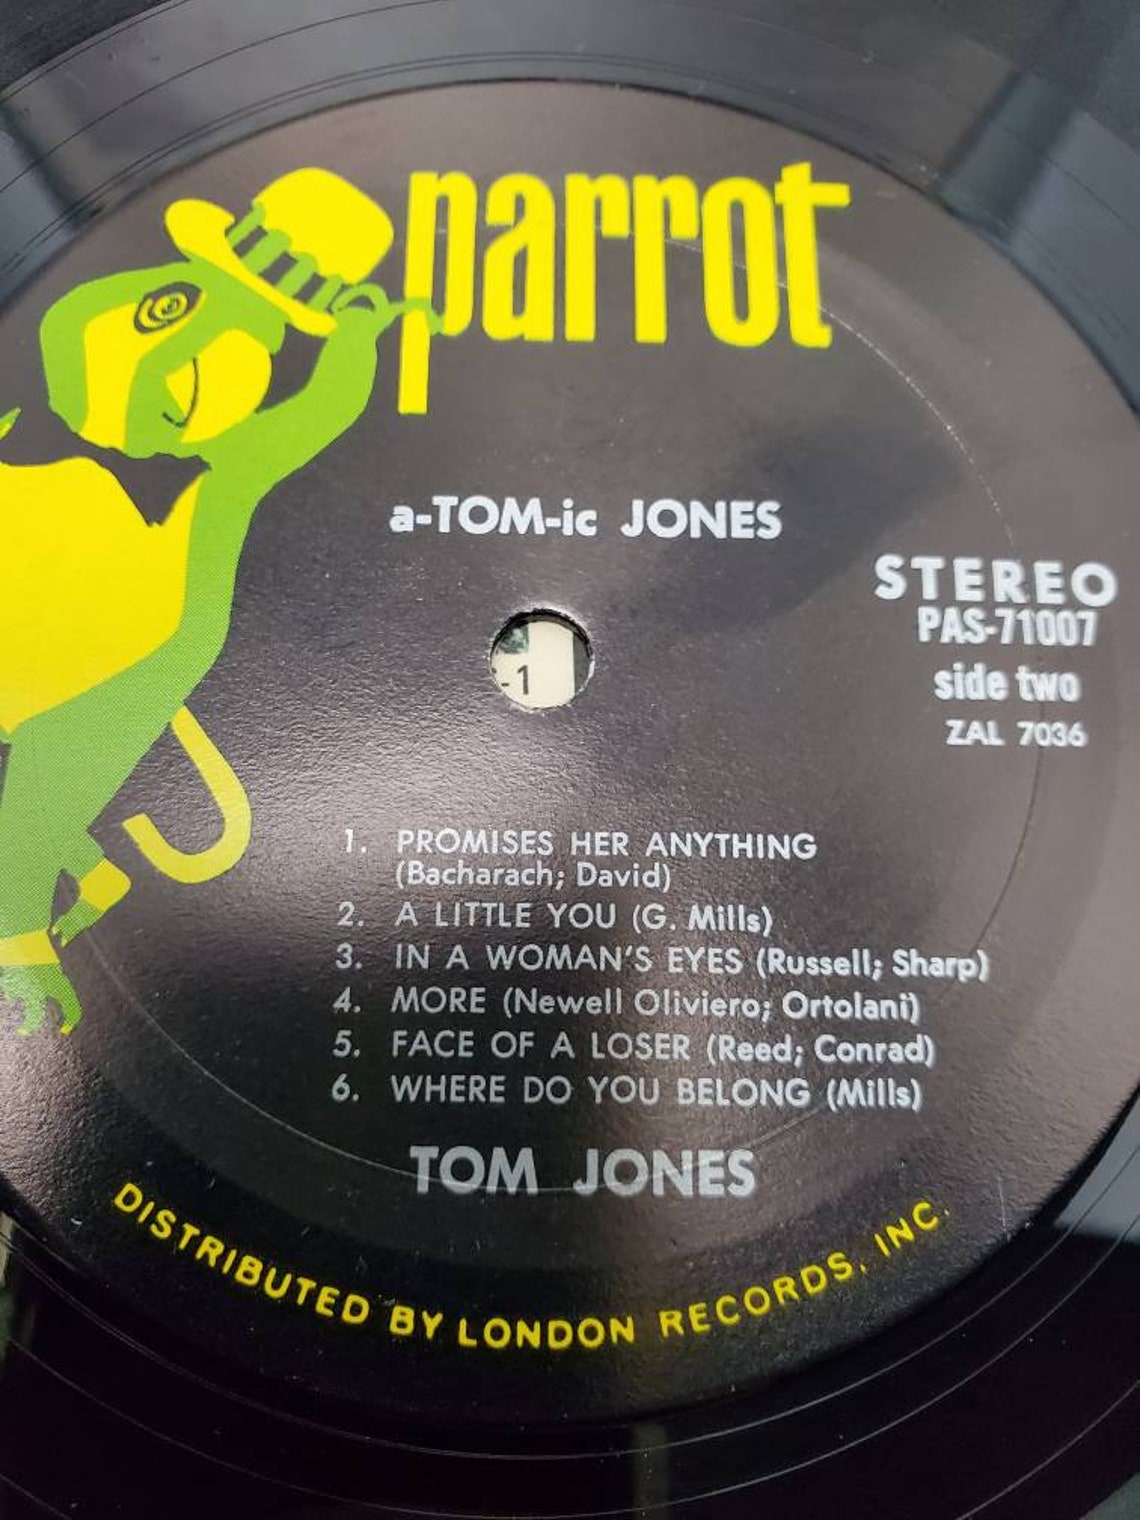 parrot
a-TOM-ic JONES
STEREO
PAS-71007
side two
ZAL 7036
-1
1. PROMISES HER ANYTHING
(Bacharach; David)
2. A LITTLE YOU (G. Mills)
3. IN A WOMAN'S EYES (Russell; Sharp)
4. MORE (Newell Oliviero; Ortolani)
5. FACE OF A LOSER (Reed; Conrad)
6. WHERE DO YOU BELONG (Mills)
TOM JONES
DISTRIBUTED BY LONDON RECORDS, INC.